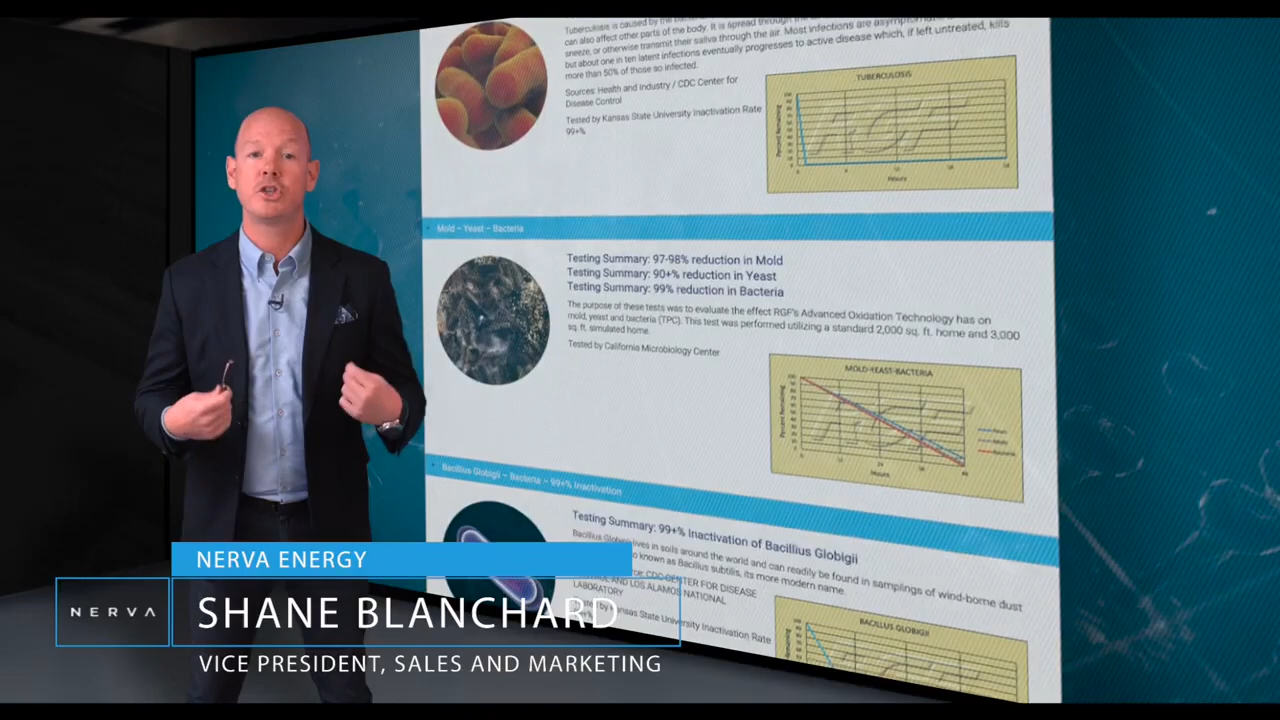 Tuberculosis is caused by the
can also affect other parts of the body. It is spread through the
sneeze, or otherwise transmit their saliva through the air. Most infections are
but about one in ten latent infections eventually progresses to active disease which, if left untreated, kills
more than 50% of those so infected.
Sources: Health and Industry / CDC Center for
Disease Control
Tested by Kansas State University Inactivation Rate
99+%
TUBERCULOSIS
Percent Remaining
Hours
Mold – Yeast – Bacteria
Testing Summary: 97-98% reduction in Mold
Testing Summary: 90+% reduction in Yeast
Testing Summary: 99% reduction in Bacteria
The purpose of these tests was to evaluate the effect RGF's Advanced Oxidation Technology has on
mold, yeast and bacteria (TPC). This test was performed utilizing a standard 2,000 sq. ft. home and 3,000
sq. ft. simulated home.
Tested by California Microbiology Center
MOLD-YEAST-BACTERIA
Percent Remaining
Hours
Bacillus Globigii – Bacteria – 99+% Inactivation
Testing Summary: 99+% Inactivation of Bacillius Globigii
Bacillus Globigii lives in soils around the world and can readily be found in samplings of wind-borne dust
known as Bacillus subtilis, its more modern name.
CDC CENTER FOR DISEASE
AND LOS ALAMOS NATIONAL
LABORATORY
Kansas State University Inactivation Rate
BACILLUS GLOBIGII
NERVA ENERGY
NERVA
SHANE BLANCHARD
VICE PRESIDENT, SALES AND MARKETING